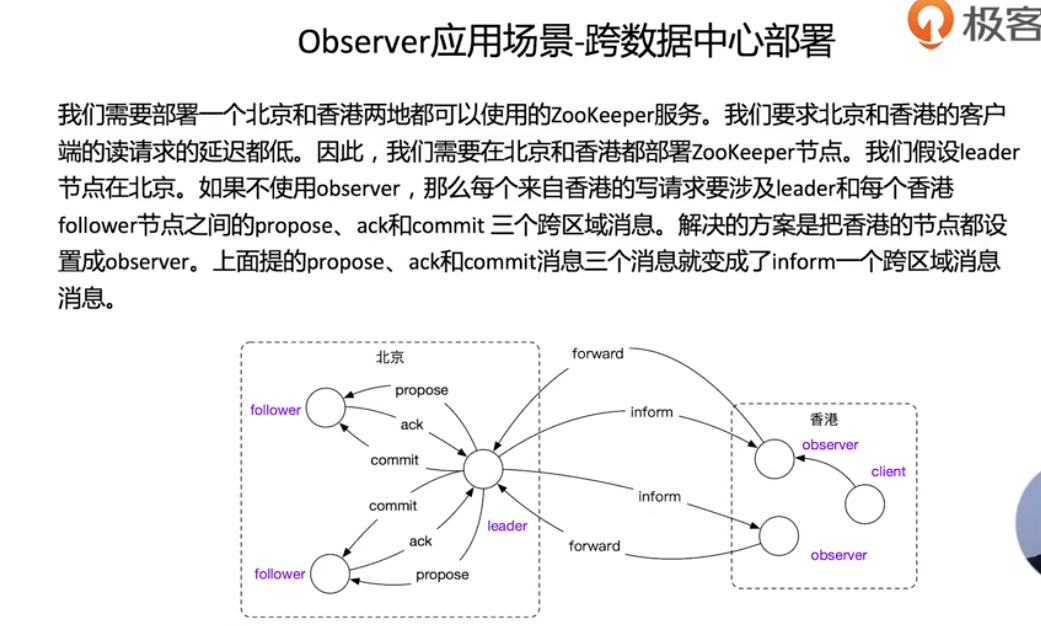 Observer应用场景-跨数据中心部署
极客
我们需要部署一个北京和香港两地都可以使用的ZooKeeper服务。我们要求北京和香港的客户
端的读请求的延迟都低。因此，我们需要在北京和香港都部署ZooKeeper节点。我们假设leader
节点在北京。如果不使用observer，那么每个来自香港的写请求要涉及leader和每个香港
follower节点之间的propose、ack和commit 三个跨区域消息。解决的方案是把香港的节点都设
置成observer。上面提的propose、ack和commit消息三个消息就变成了inform一个跨区域消息
消息。
北京
forward
propose
follower
ack
inform
香港
observer
commit
client
inform
commit
leader
ack
forward
observer
follower
propose